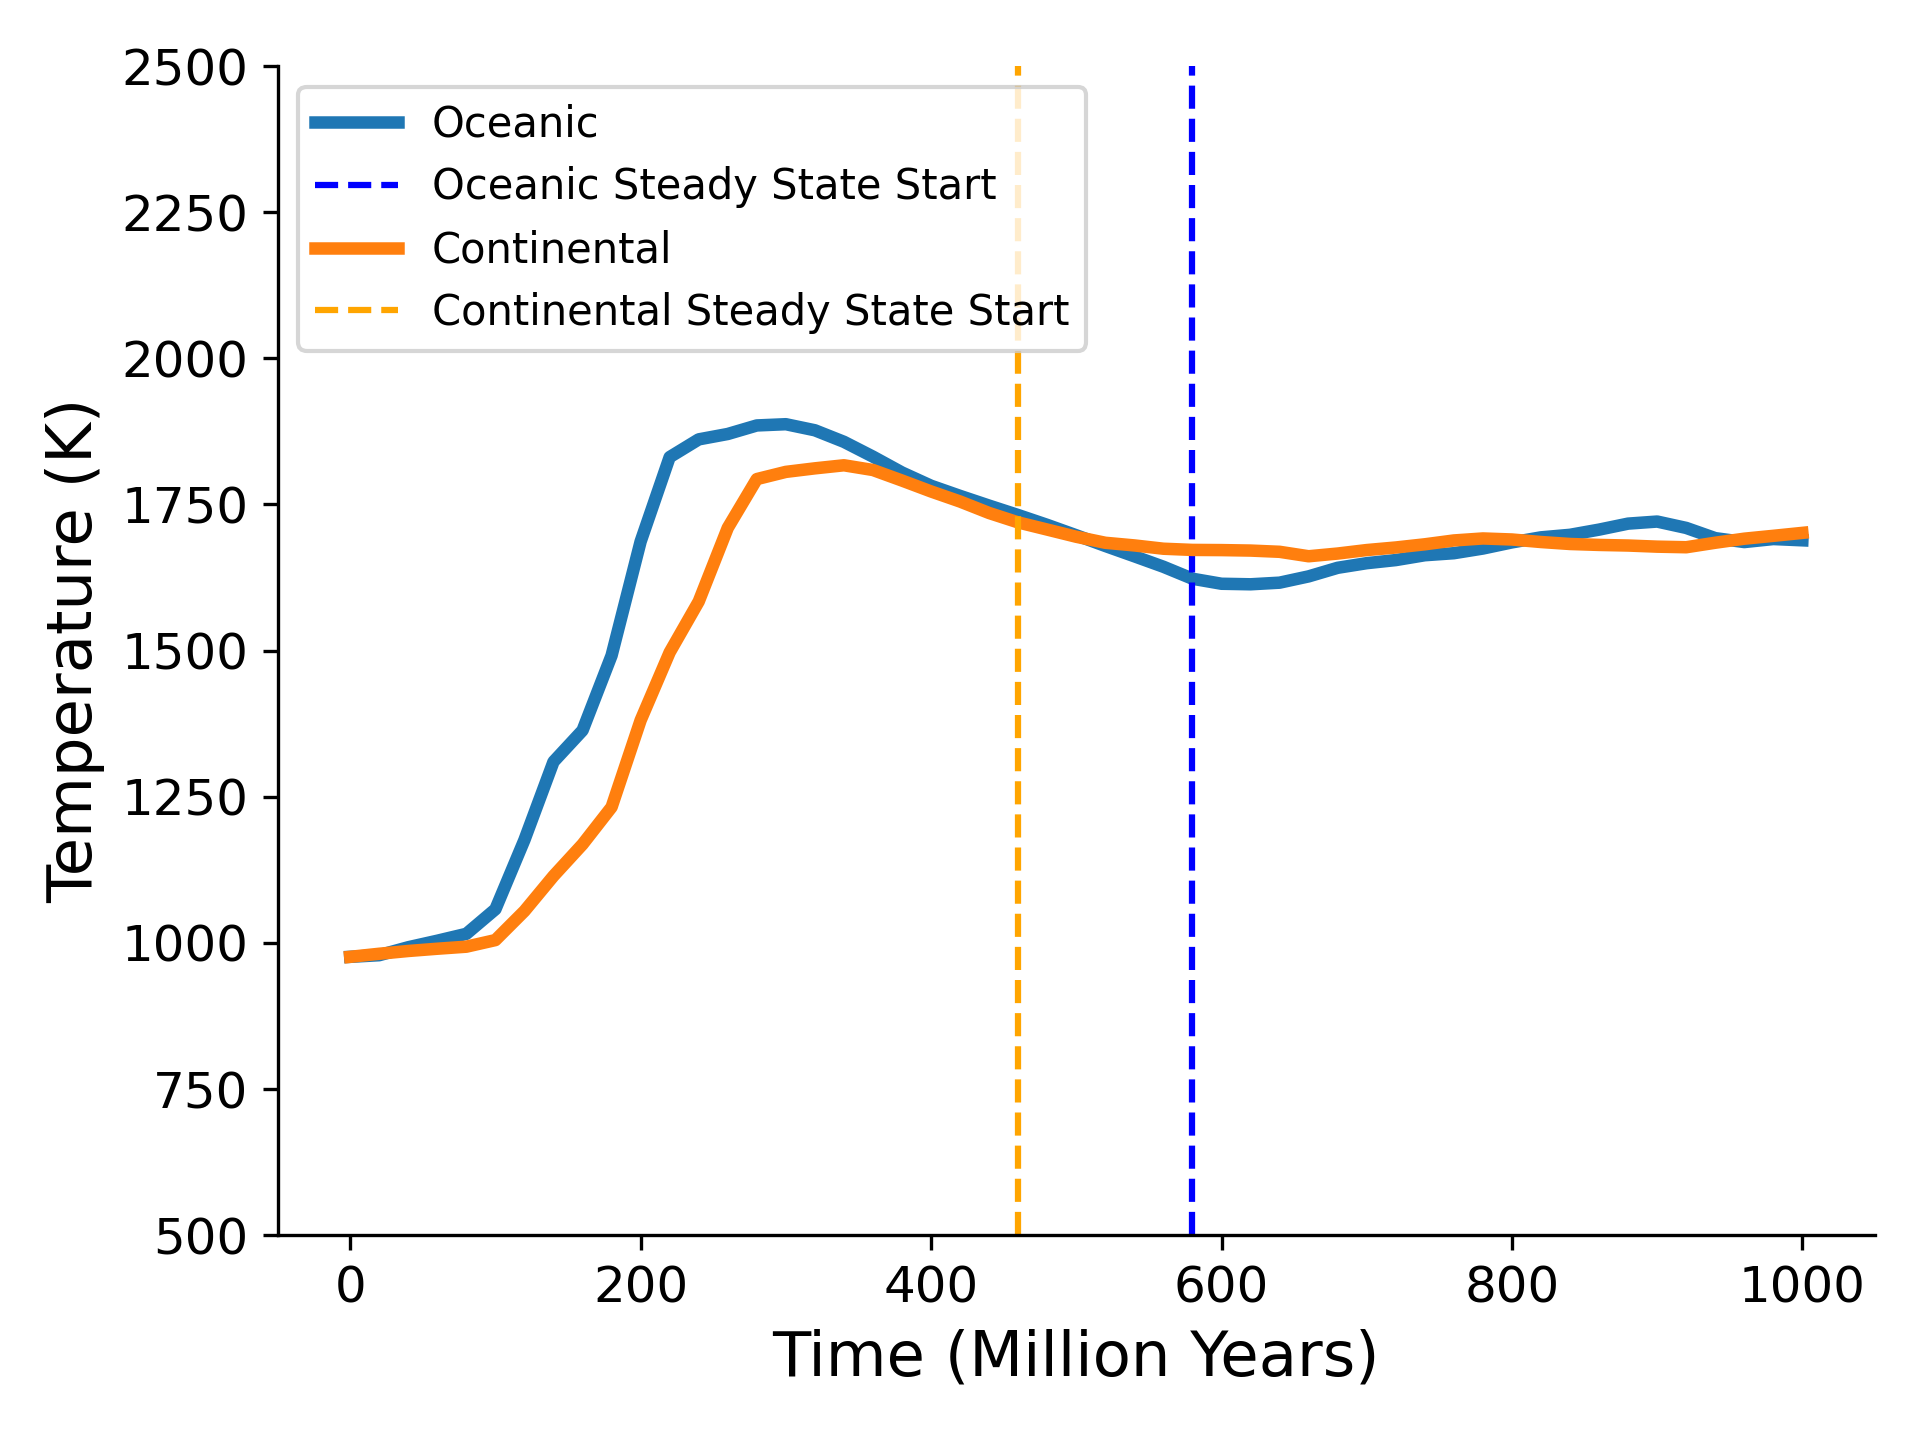 2500
2250
2000
1750
1500
1250
1000
750
500
Temperature (K)
Oceanic
Oceanic Steady State Start
Continental
Continental Steady State Start
0 200 400 600 800 1000
Time (Million Years)